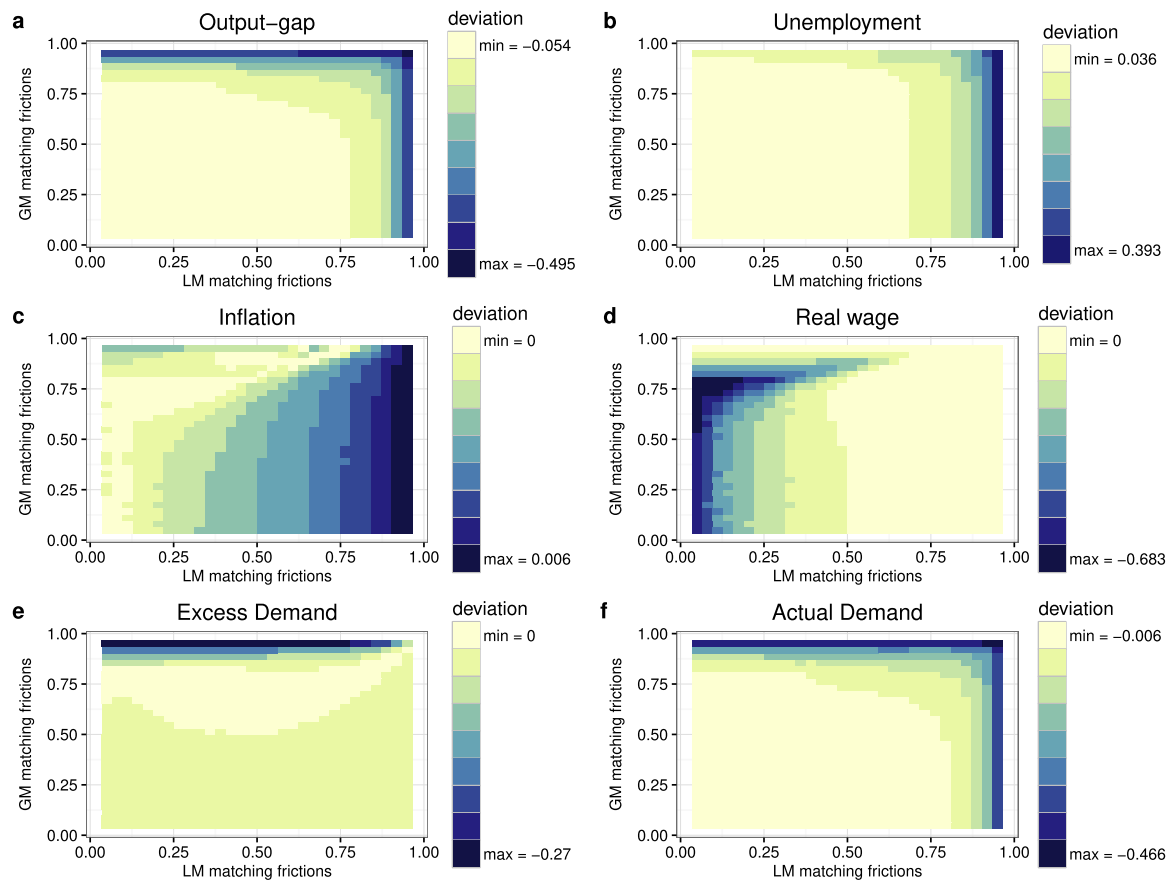 a
Output−gap
deviation
min = −0.054
max = −0.495
1.00
0.75
0.50
0.25
0.00
GM matching frictions
0.00 0.25 0.50 0.75 1.00
LM matching frictions
b
Unemployment
deviation
min = 0.036
max = 0.393
1.00
0.75
0.50
0.25
0.00
GM matching frictions
0.00 0.25 0.50 0.75 1.00
LM matching frictions
c
Inflation
deviation
min = 0
max = 0.006
1.00
0.75
0.50
0.25
0.00
GM matching frictions
0.00 0.25 0.50 0.75 1.00
LM matching frictions
d
Real wage
deviation
min = 0
max = −0.683
1.00
0.75
0.50
0.25
0.00
GM matching frictions
0.00 0.25 0.50 0.75 1.00
LM matching frictions
e
Excess Demand
deviation
min = 0
max = −0.27
1.00
0.75
0.50
0.25
0.00
GM matching frictions
0.00 0.25 0.50 0.75 1.00
LM matching frictions
f
Actual Demand
deviation
min = −0.006
max = −0.466
1.00
0.75
0.50
0.25
0.00
GM matching frictions
0.00 0.25 0.50 0.75 1.00
LM matching frictions